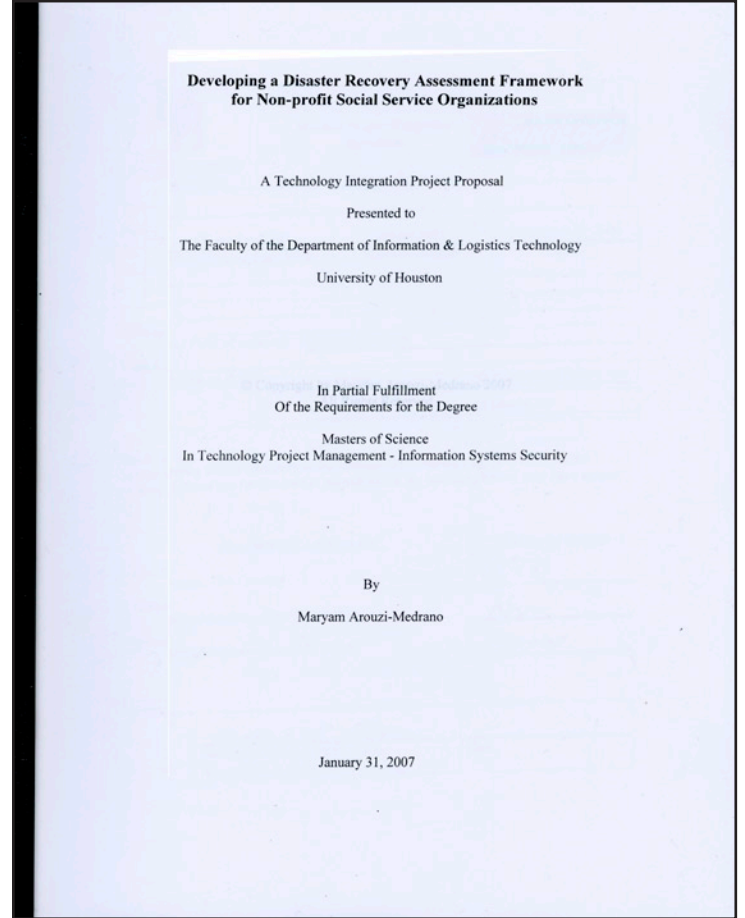 Developing a Disaster Recovery Assessment Framework
for Non-profit Social Service Organizations
A Technology Integration Project Proposal
Presented to
The Faculty of the Department of Information & Logistics Technology
University of Houston
In Partial Fulfillment
Of the Requirements for the Degree
Masters of Science
In Technology Project Management - Information Systems Security
By
Maryam Arouzi-Medrano
January 31, 2007